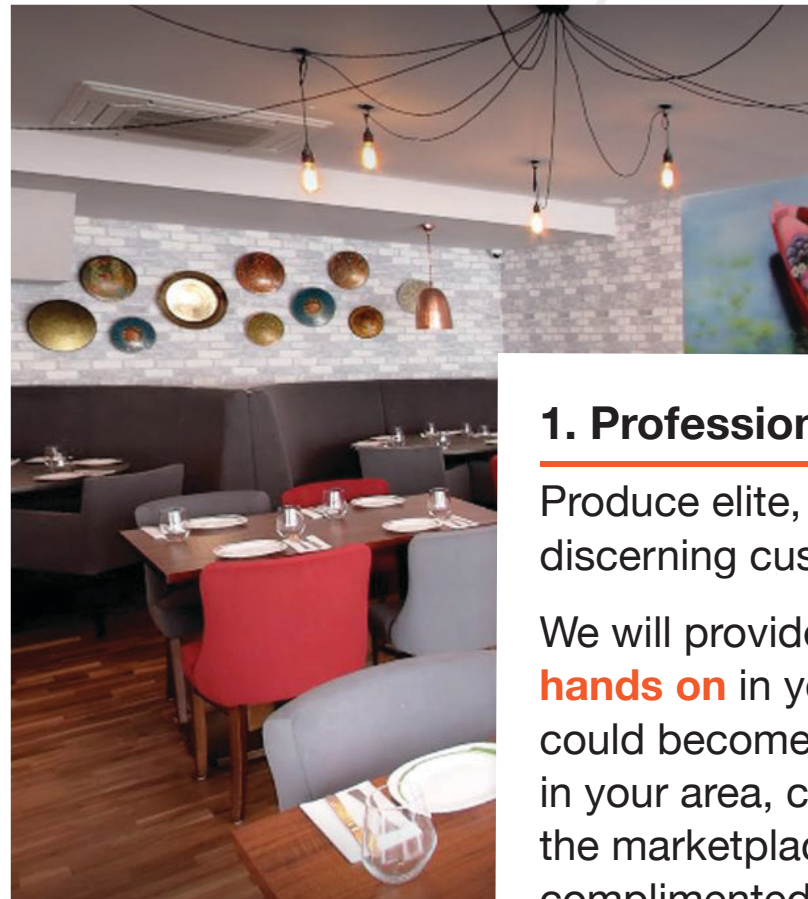 1. Profession
Produce elite,
discerning cus
We will provide
hands on in yo
could become
in your area, c
the marketplac
complimented